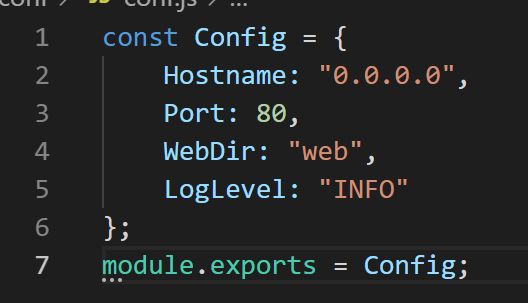 conf > JS conf.js > ...
1 const Config = {
2     Hostname: "0.0.0.0",
3     Port: 80,
4     WebDir: "web",
5     LogLevel: "INFO"
6 };
7 module.exports = Config;